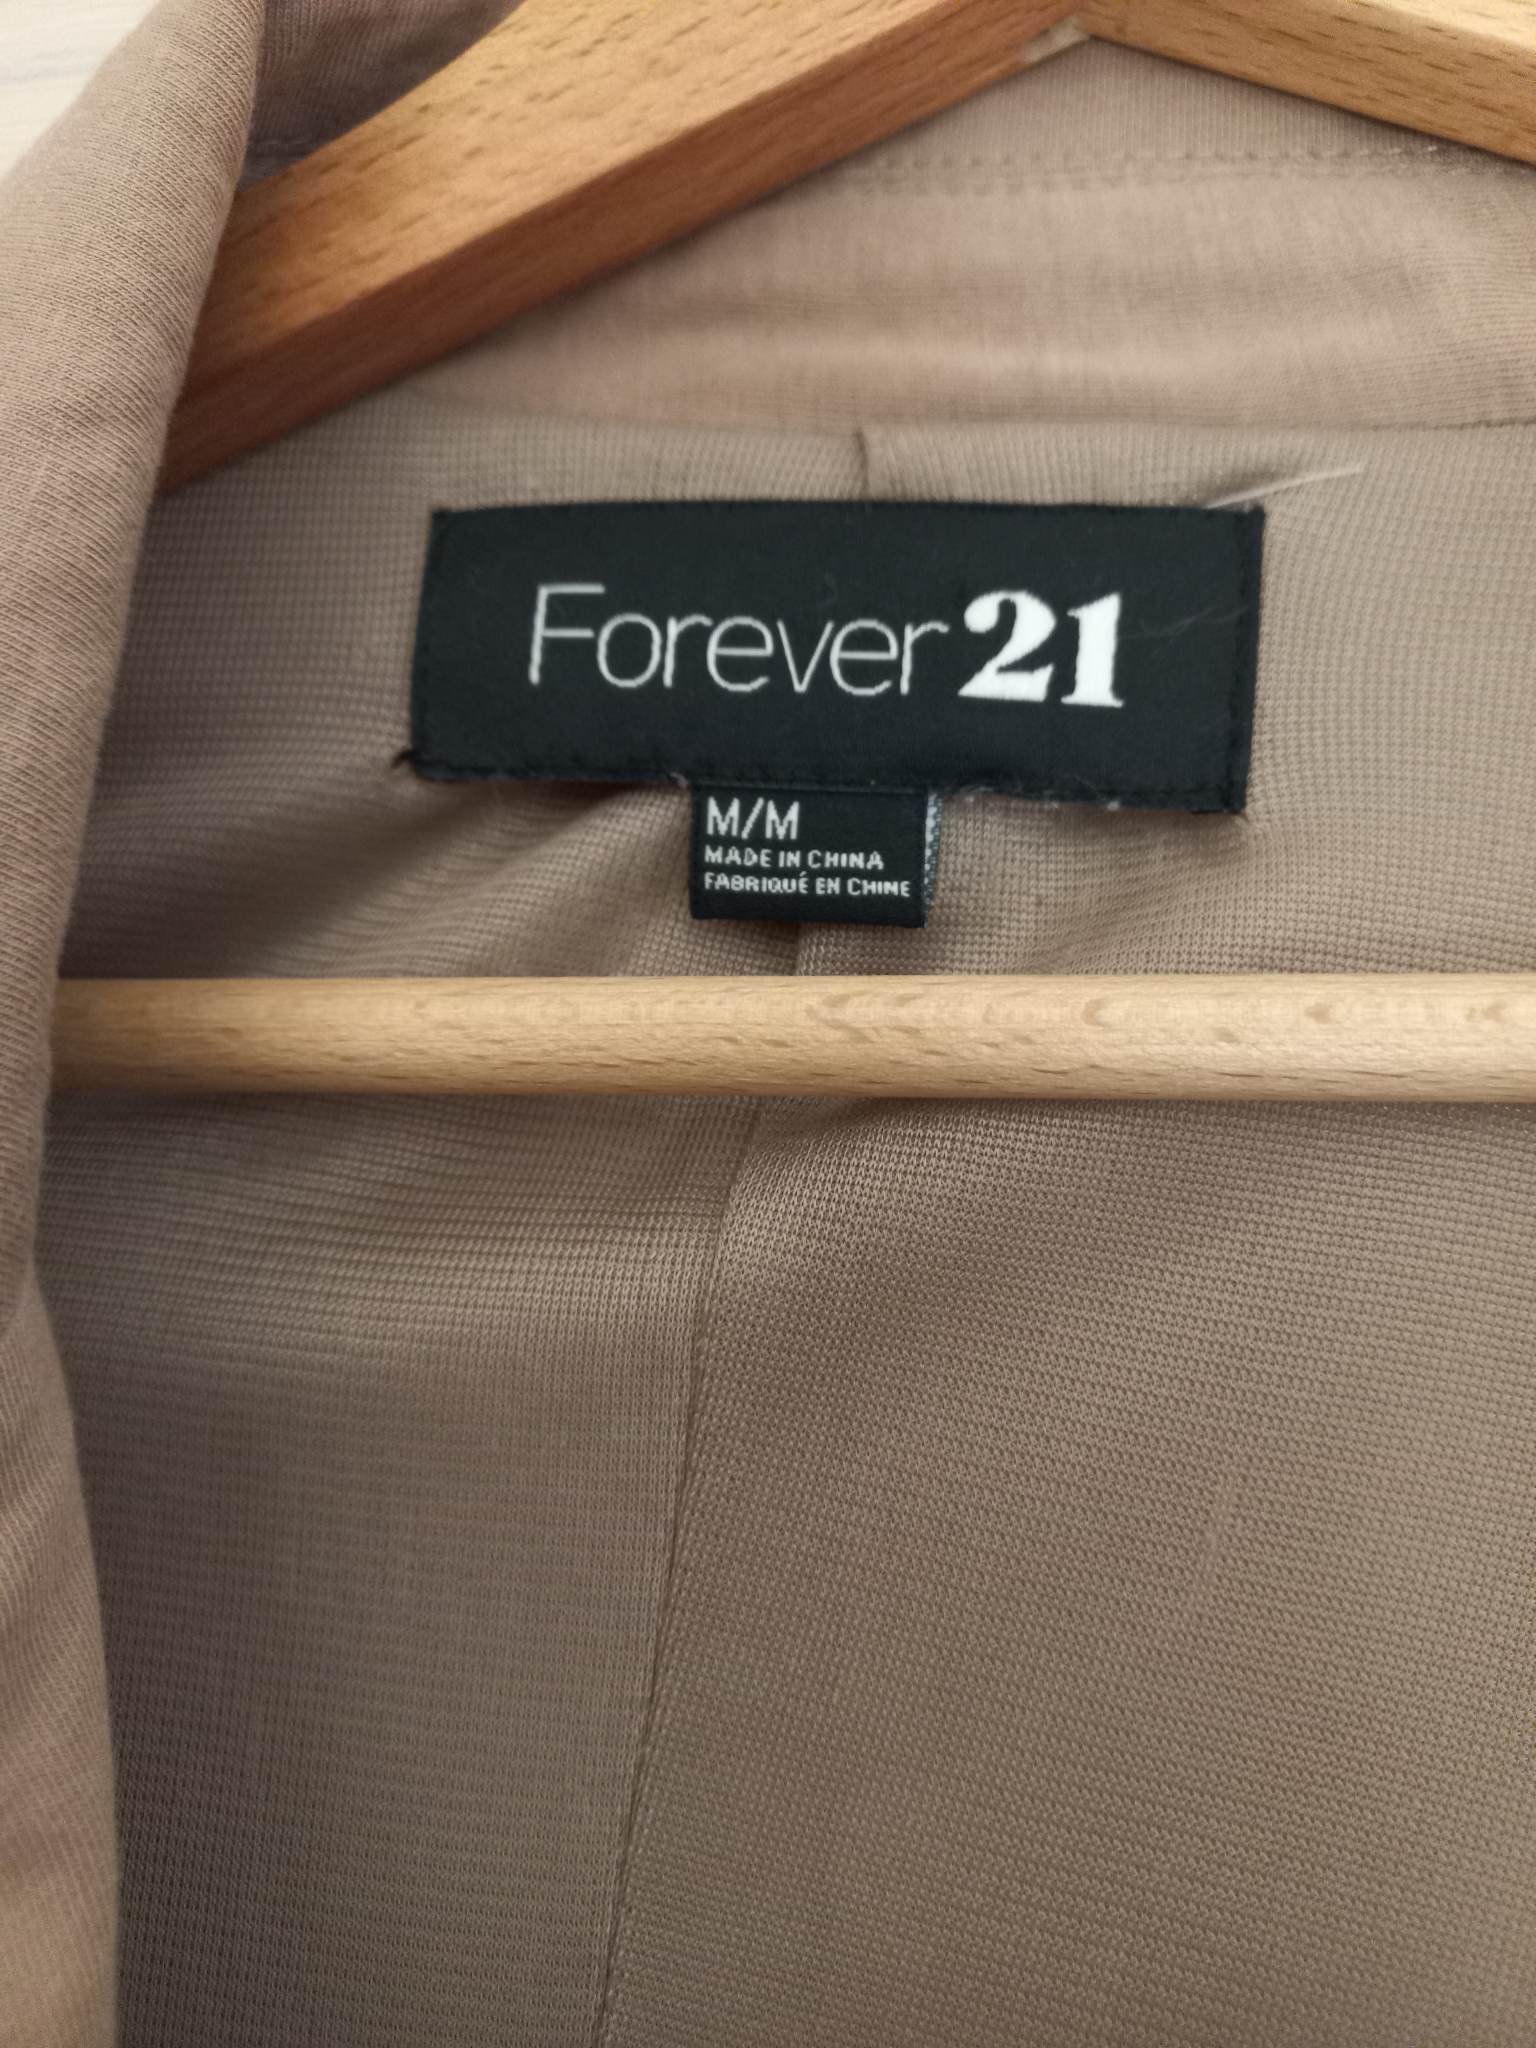 Forever 21
M/M
MADE IN CHINA
FABRIQUÉ EN CHINE